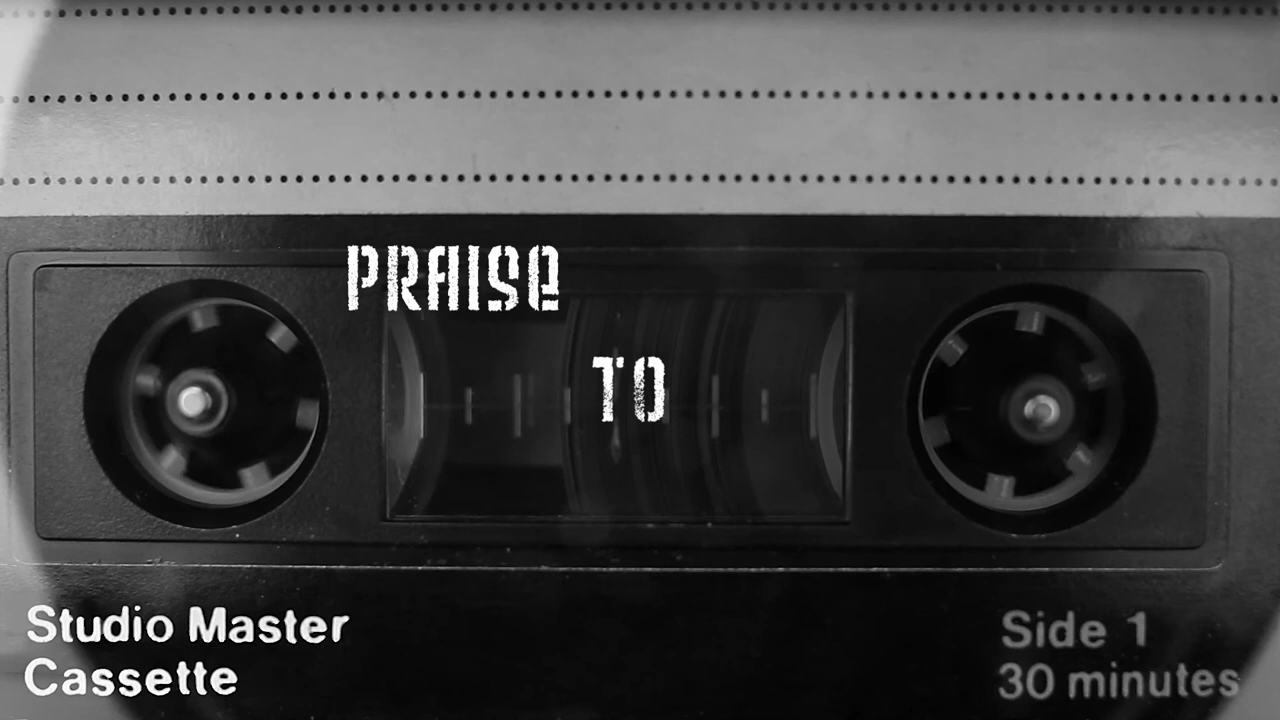 PRAISE
TO
Studio Master
Cassette
Side 1
30 minutes